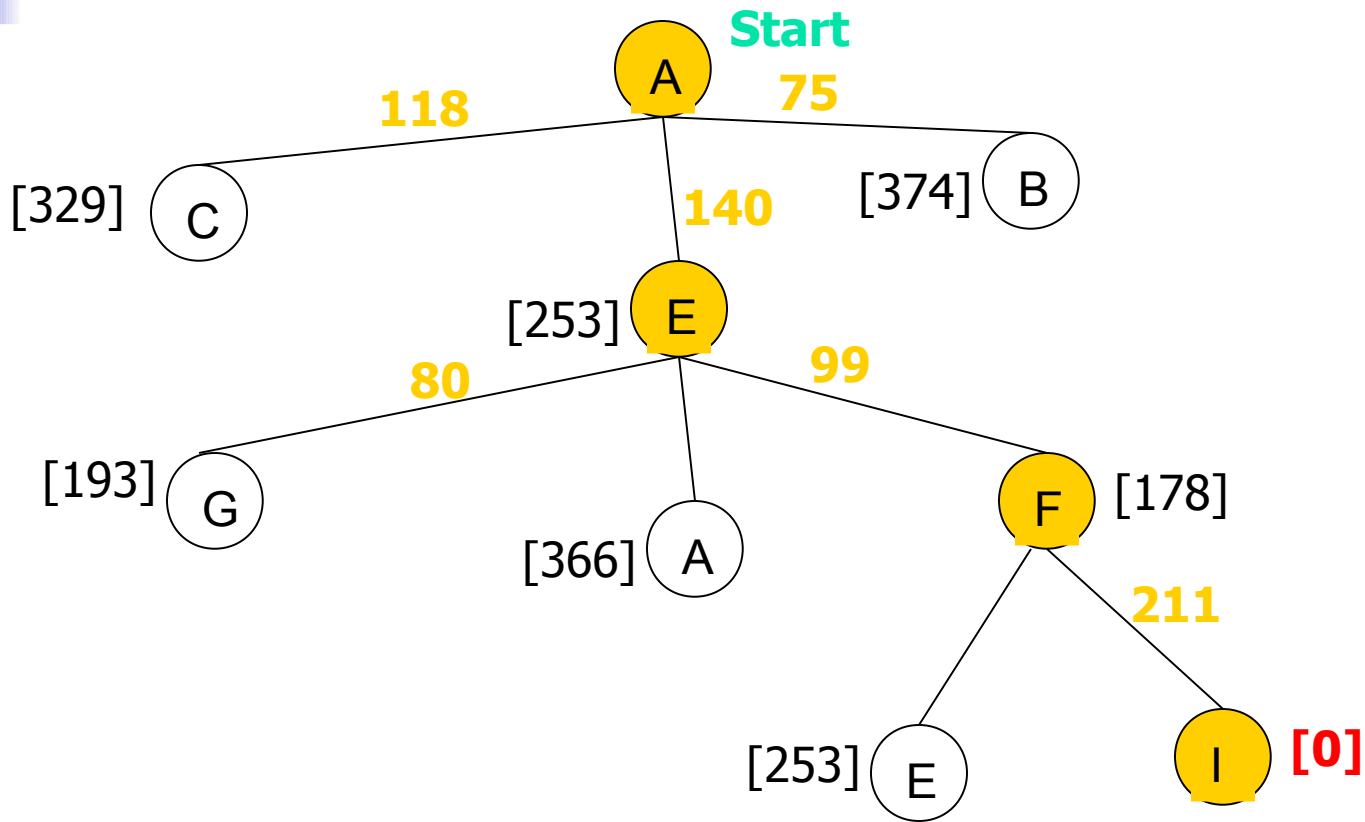 Start
A
118
75
[329]
C
140
[374]
B
[253]
E
80
99
[193]
G
[366]
A
F
[178]
211
[253]
E
I
[0]